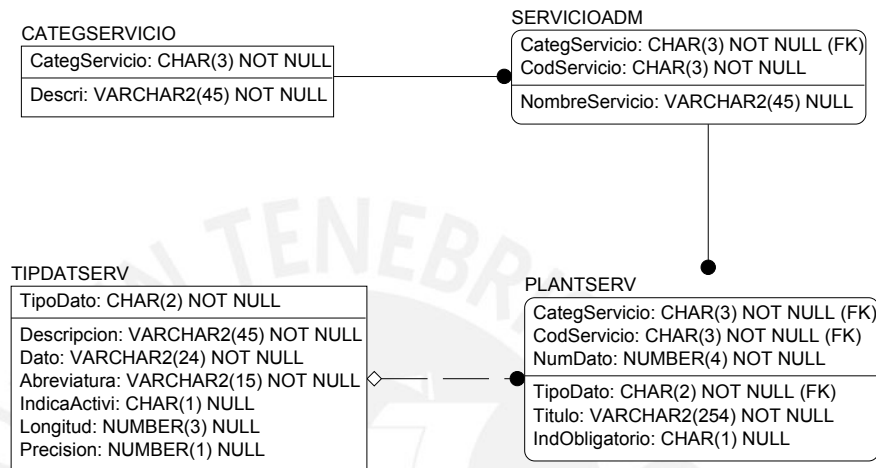 CATEGSERVICIO
CategServicio: CHAR(3) NOT NULL
Descri: VARCHAR2(45) NOT NULL
SERVICIOADM
CategServicio: CHAR(3) NOT NULL (FK)
CodServicio: CHAR(3) NOT NULL
NombreServicio: VARCHAR2(45) NULL
TIPDATSERV
TipoDato: CHAR(2) NOT NULL
Descripcion: VARCHAR2(45) NOT NULL
Dato: VARCHAR2(24) NOT NULL
Abreviatura: VARCHAR2(15) NOT NULL
IndicaActivi: CHAR(1) NULL
Longitud: NUMBER(3) NULL
Precision: NUMBER(1) NULL
PLANTSERV
CategServicio: CHAR(3) NOT NULL (FK)
CodServicio: CHAR(3) NOT NULL (FK)
NumDato: NUMBER(4) NOT NULL
TipoDato: CHAR(2) NOT NULL (FK)
Titulo: VARCHAR2(254) NOT NULL
IndObligatorio: CHAR(1) NULL
TENEBR